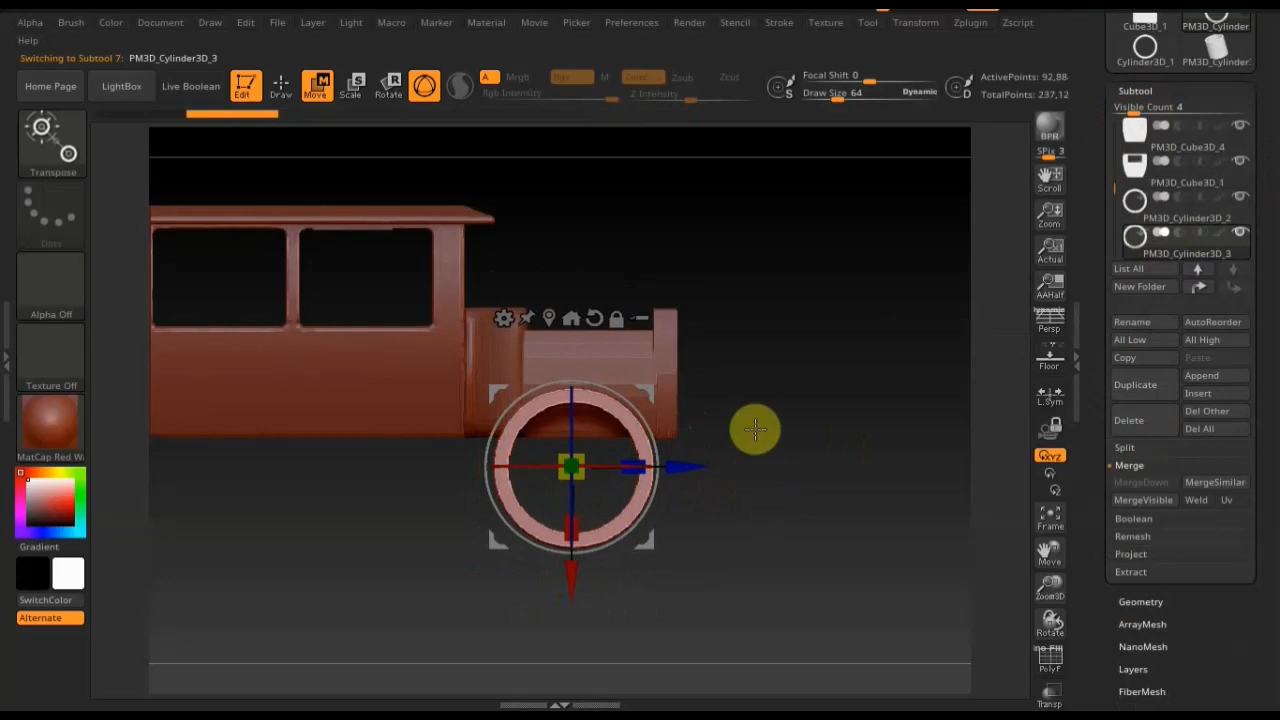 Alpha Brush Color Document Draw Edit File Layer Light Macro Marker Material Movie Picker Preferences Render Stencil Stroke Texture Tool Transform Zplugin Zscript
Help
Switching to Subtool 7: PM3D_Cylinder3D_3
Home Page
LightBox
Live Boolean
Edit
Draw
Move
Scale
Rotate
A
Mrgb
Rgb
M
Zadd
Zsub
Zcut
Rgb Intensity
Z Intensity
Focal Shift 0
Draw Size 64
Dynamic
ActivePoints: 92,88
TotalPoints: 237,12
Transpose
Dots
Alpha Off
Texture Off
MatCap Red Wa
Gradient
SwitchColor
Alternate
BPR
SPix 3
Scroll
Zoom
Actual
AAHalf
Dynamic
Persp
Floor
L.Sym
XYZ
Frame
Move
Zoom3D
Rotate
PolyF
Transp
Cube3D_1
PM3D_Cylinder
Cylinder3D_1
PM3D_Cylinder:
Subtool
Visible Count 4
PM3D_Cube3D_4
PM3D_Cube3D_1
PM3D_Cylinder3D_2
PM3D_Cylinder3D_3
List All
New Folder
Rename AutoReorder
All Low All High
Copy Paste
Duplicate
Append
Insert
Delete
Del Other
Del All
Split
Merge
MergeDown MergeSimilar
MergeVisible Weld Uv
Boolean
Remesh
Project
Extract
Geometry
ArrayMesh
NanoMesh
Layers
FiberMesh